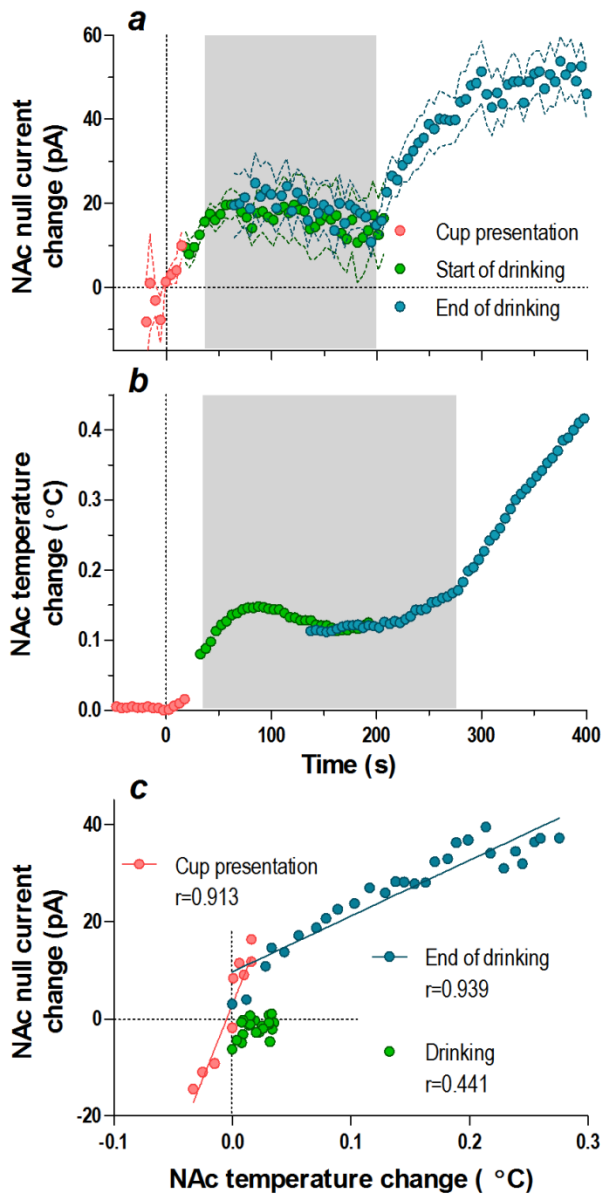 a
60
40
20
0
NAc null current
change (pA)
Cup presentation
Start of drinking
End of drinking
b
0.4
0.3
0.2
0.1
0.0
NAc temperature
change ( °C)
0
100
200
300
400
Time (s)
c
40
20
0
-20
NAc null current
change (pA)
Cup presentation
r=0.913
End of drinking
r=0.939
Drinking
r=0.441
-0.1
0.0
0.1
0.2
0.3
NAc temperature change ( °C)